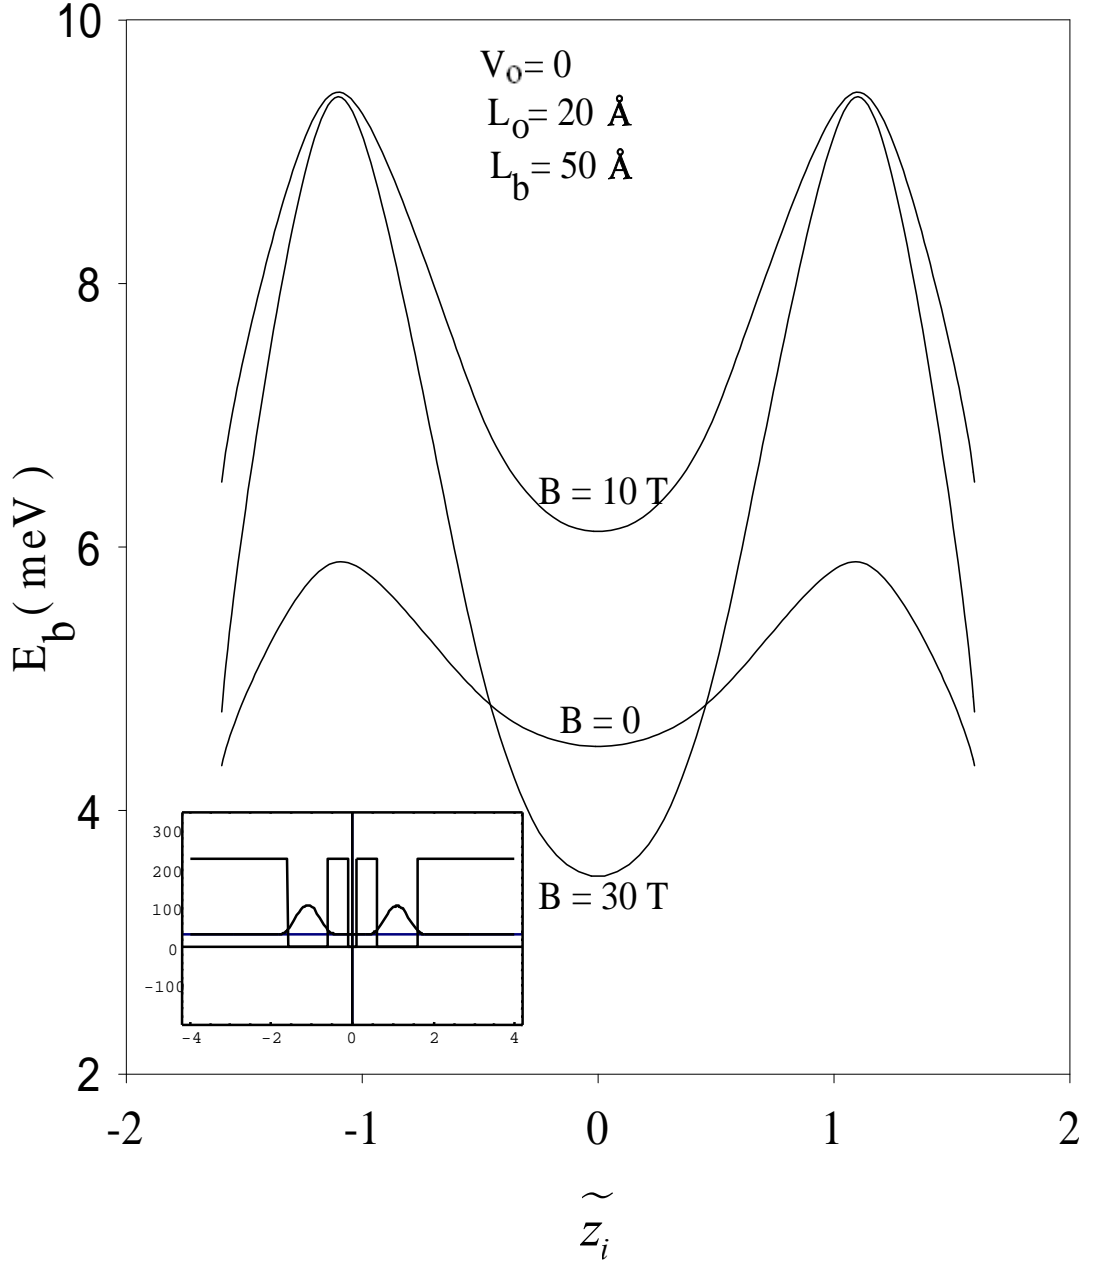 10
V₀= 0
L₀= 20 Å
L_b= 50 Å
8
B = 10 T
6
E_b ( meV )
B = 0
4
B = 30 T
300
200
100
0
-100
-4 -2 0 2 4
2
-2 -1 0 1 2
z̃_i